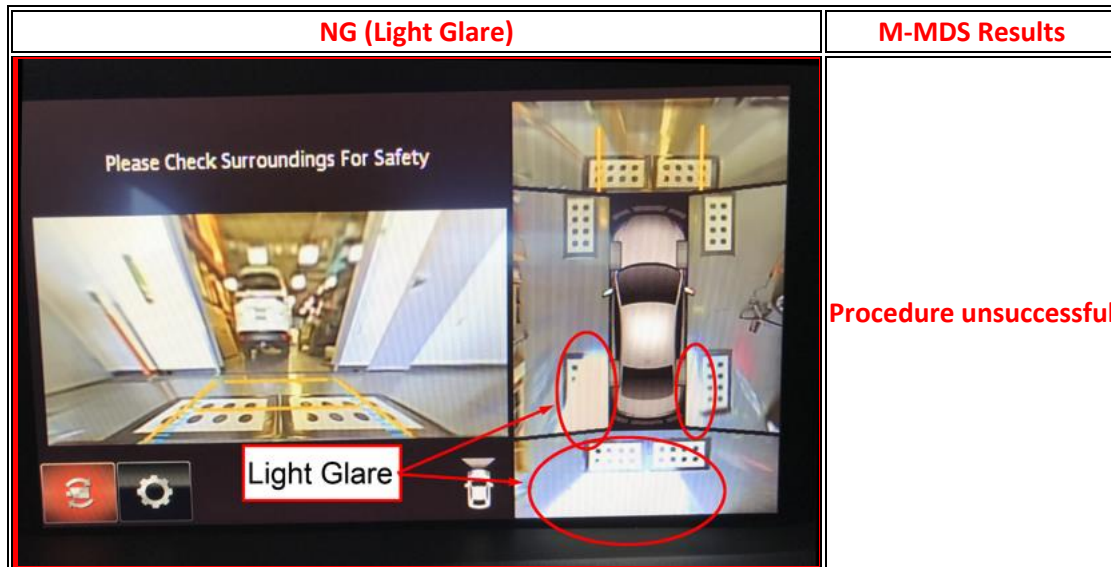 NG (Light Glare)
M-MDS Results
Please Check Surroundings For Safety
Procedure unsuccessful
Light Glare